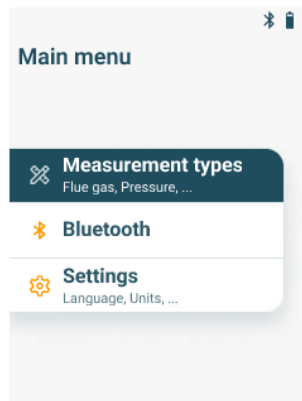 Main menu
Measurement types
Flue gas, Pressure, ...
Bluetooth
Settings
Language, Units, ...